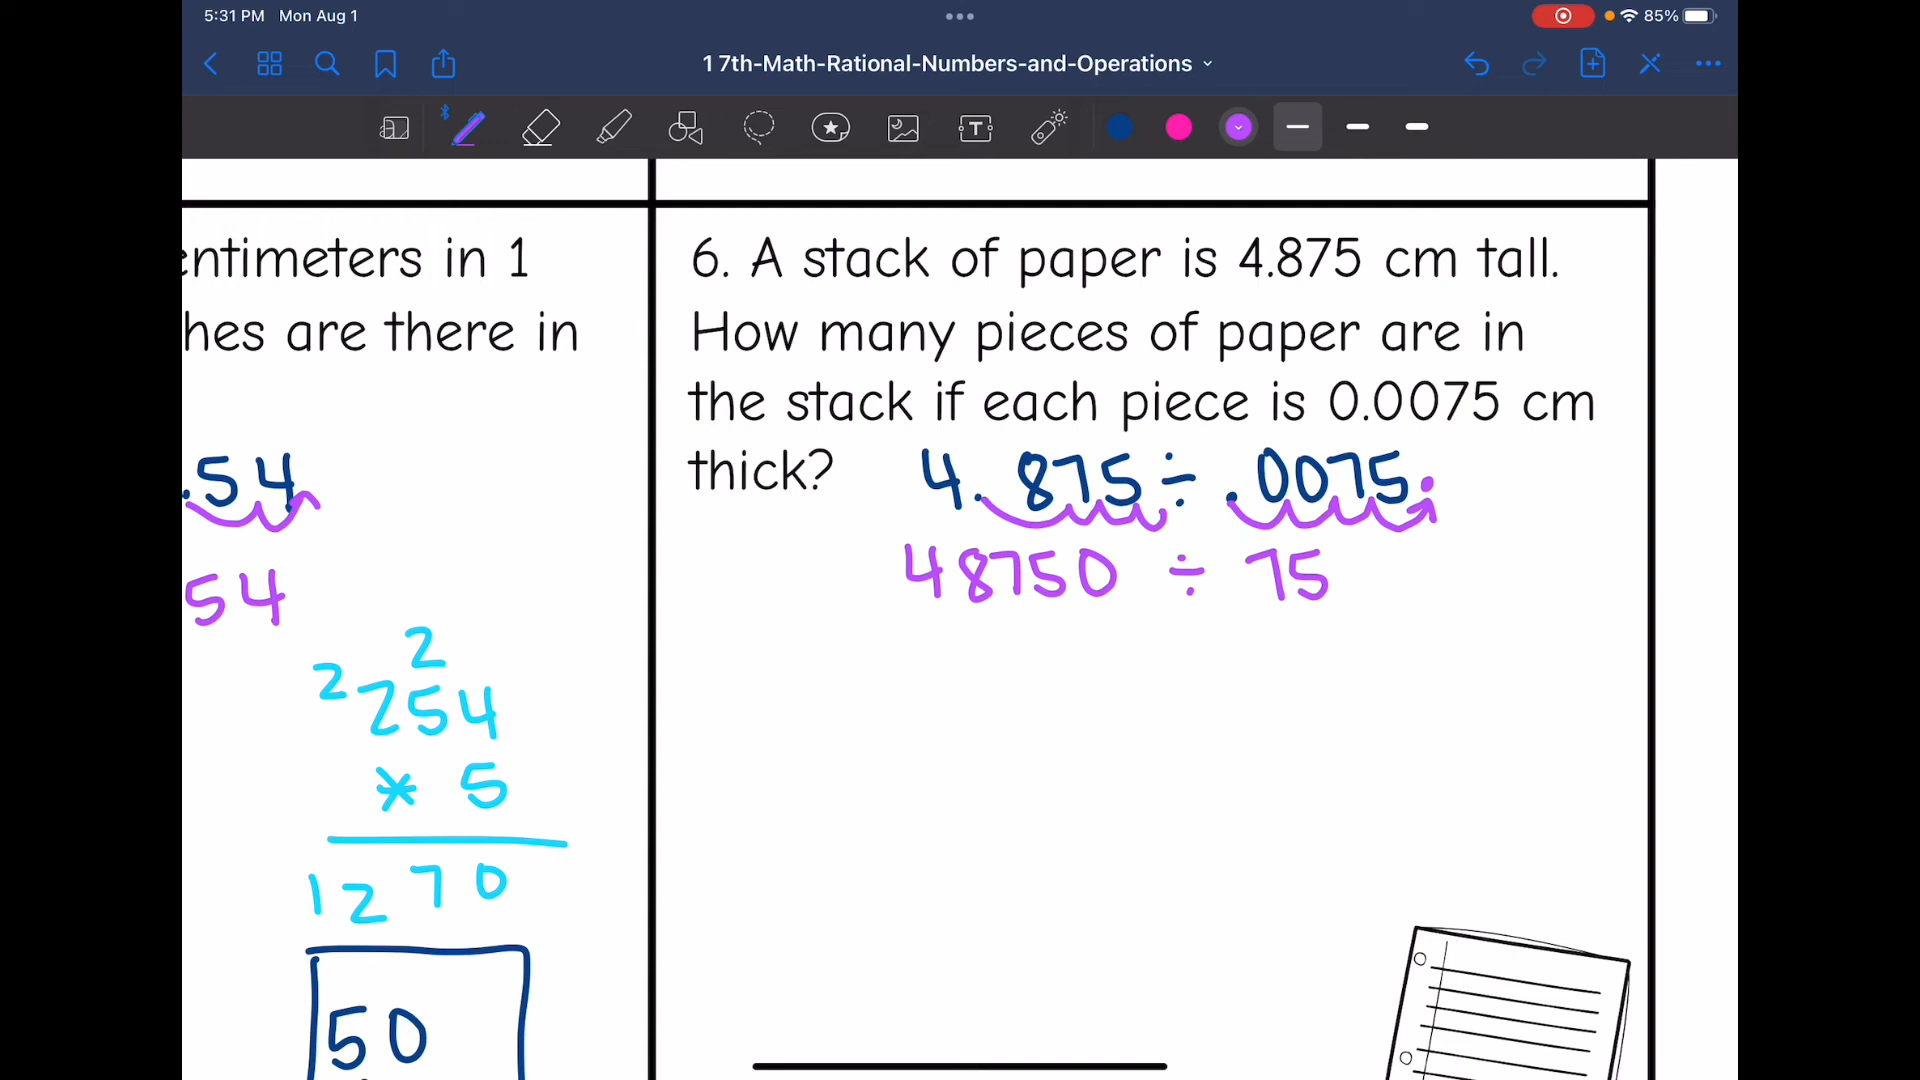 5:31 PM Mon Aug 1
85%
1 7th-Math-Rational-Numbers-and-Operations
T
entimeters in 1
hes are there in
.54
54
2
2
254
* 5
1270
50
6. A stack of paper is 4.875 cm tall.
How many pieces of paper are in
the stack if each piece is 0.0075 cm
thick?
4.875 ÷ .0075.
48750 ÷ 75